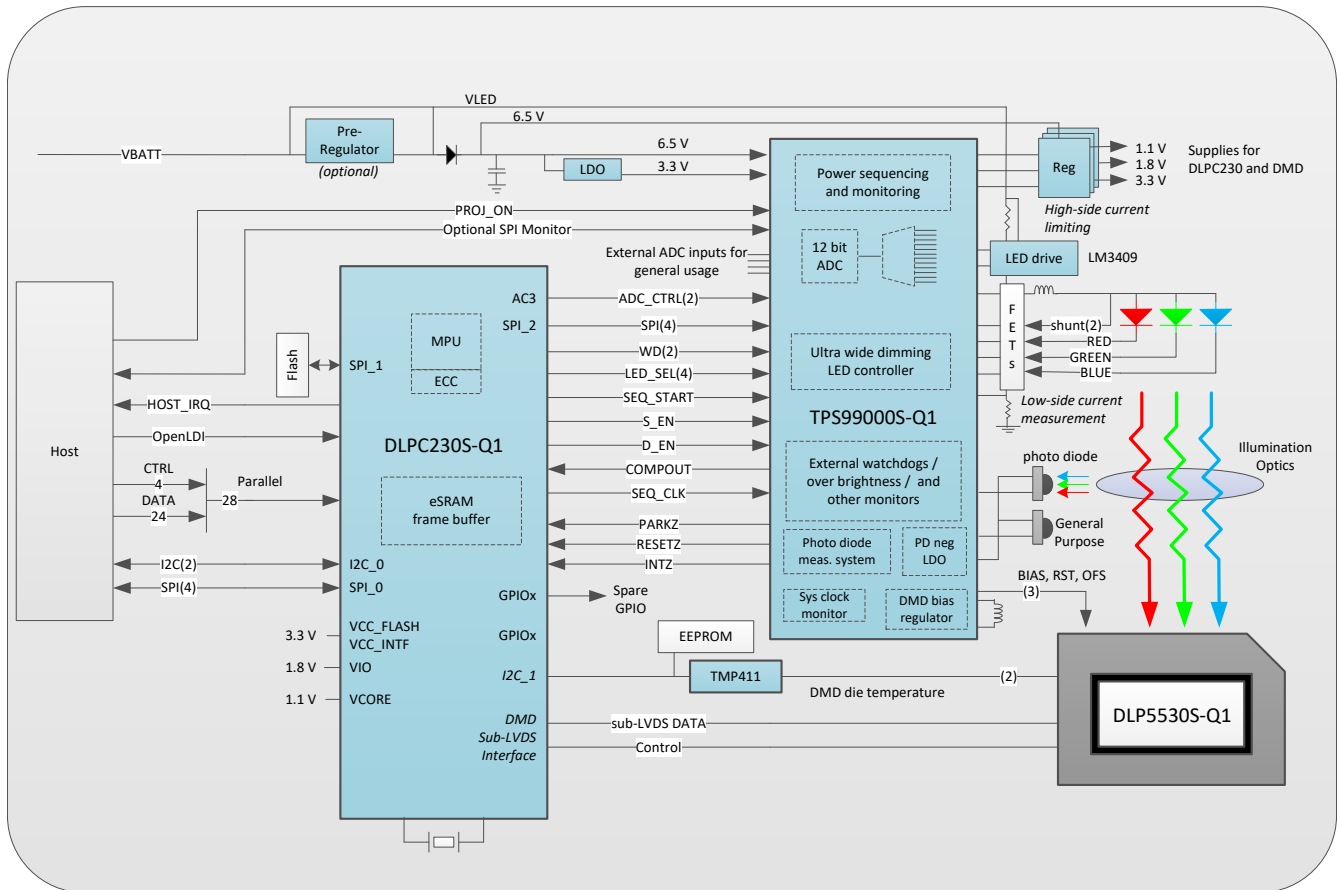 VLED
6.5 V
Pre-
Regulator
(optional)
VBATT
6.5 V
LDO
3.3 V
Power sequencing
and monitoring
Reg
1.1 V
1.8 V
3.3 V
Supplies for
DLPC230 and DMD
High-side current
limiting
PROJ_ON
Optional SPI Monitor
External ADC inputs for
general usage
12 bit
ADC
LED drive
LM3409
Host
Flash
SPI_1
AC3
SPI_2
MPU
ECC
DLPC230S-Q1
eSRAM
frame buffer
ADC_CTRL(2)
SPI(4)
WD(2)
LED_SEL(4)
SEQ_START
S_EN
D_EN
COMPOUT
SEQ_CLK
PARKZ
RESETZ
INTZ
Ultra wide dimming
LED controller
TPS99000S-Q1
External watchdogs /
over brightness / and
other monitors
Photo diode
meas. system
PD neg
LDO
Sys clock
monitor
DMD bias
regulator
F
E
T
s
shunt(2)
RED
GREEN
BLUE
Low-side current
measurement
photo diode
Illumination
Optics
General
Purpose
BIAS, RST, OFS
(3)
HOST_IRQ
OpenLDI
CTRL
4
DATA
24
Parallel
28
I2C(2)
SPI(4)
I2C_0
SPI_0
3.3 V
VCC_FLASH
VCC_INTF
1.8 V
VIO
1.1 V
VCORE
GPIOx
Spare
GPIO
GPIOx
EEPROM
I2C_1
TMP411
DMD die temperature
(2)
DMD
Sub-LVDS
Interface
sub-LVDS DATA
Control
DLP5530S-Q1